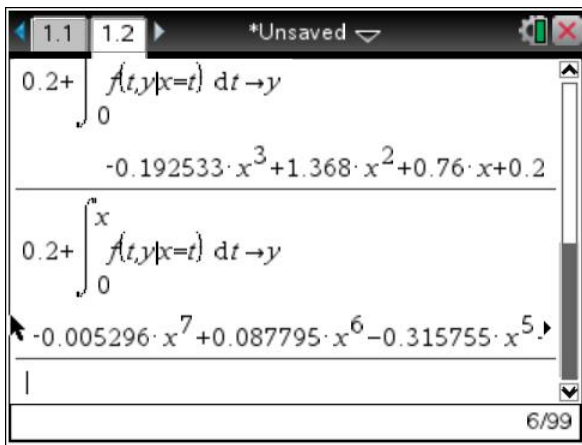 1.1 1.2 *Unsaved
0.2+∫₀ f(t,y|x=t) dt→y
-0.192533·x³+1.368·x²+0.76·x+0.2
0.2+∫₀ˣ f(t,y|x=t) dt→y
-0.005296·x⁷+0.087795·x⁶−0.315755·x⁵
6/99